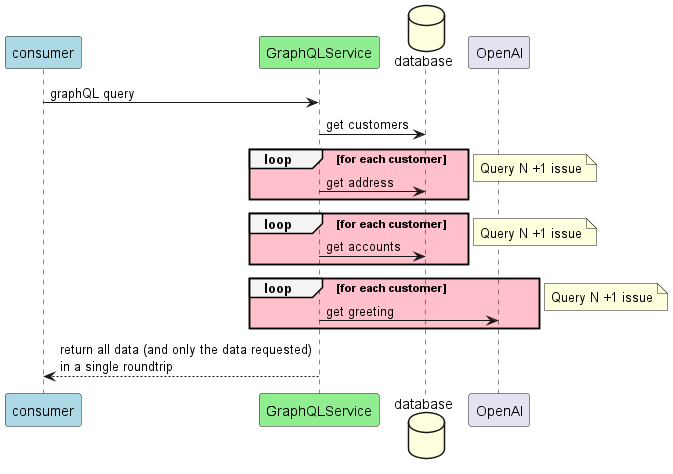 consumer
GraphQLService
database
OpenAI
graphQL query
get customers
loop [for each customer]
Query N +1 issue
get address
loop [for each customer]
Query N +1 issue
get accounts
loop [for each customer]
Query N +1 issue
get greeting
return all data (and only the data requested)
in a single roundtrip
consumer
GraphQLService
database
OpenAI